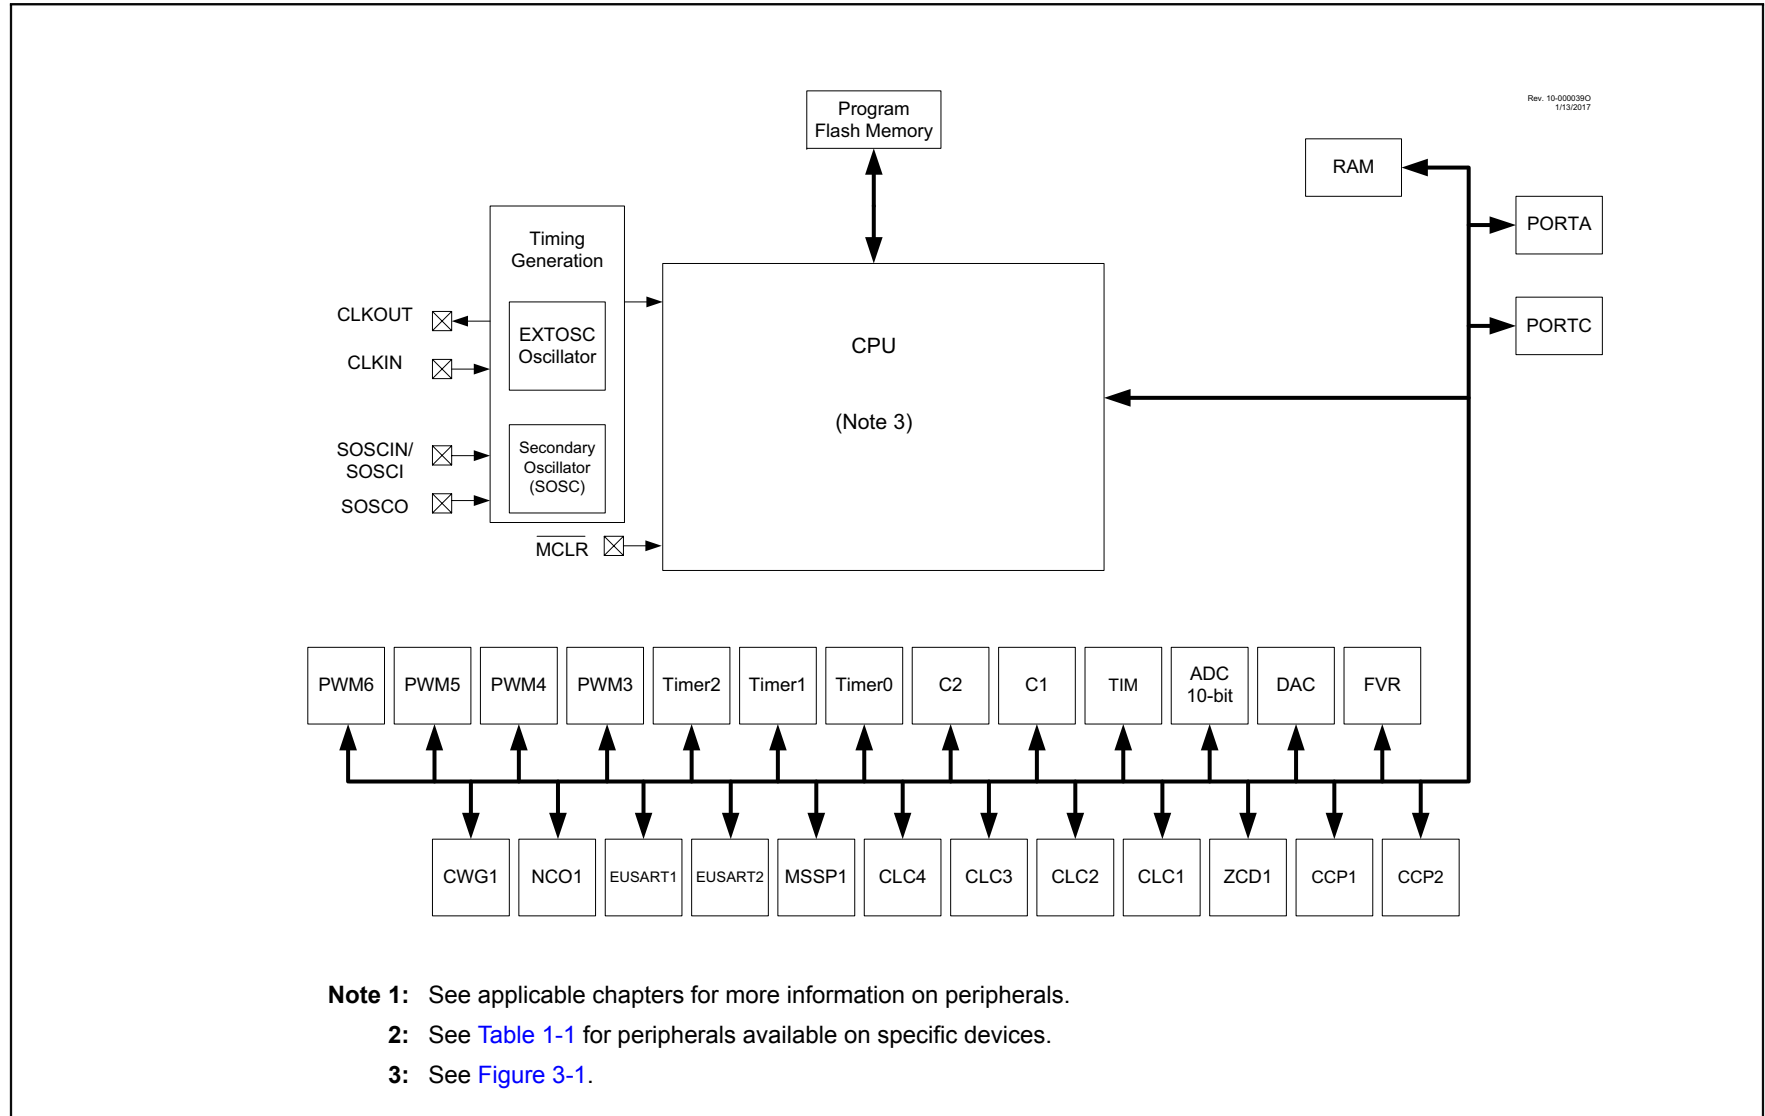 Program
Flash Memory
Rev. 10-000039O
1/13/2017
RAM
PORTA
PORTC
Timing
Generation
EXTOSC
Oscillator
Secondary
Oscillator
(SOSC)
CLKOUT
CLKIN
SOSCIN/
SOSCI
SOSCO
MCLR
CPU
(Note 3)
PWM6
PWM5
PWM4
PWM3
Timer2
Timer1
Timer0
C2
C1
TIM
ADC
10-bit
DAC
FVR
CWG1
NCO1
EUSART1
EUSART2
MSSP1
CLC4
CLC3
CLC2
CLC1
ZCD1
CCP1
CCP2
Note 1: See applicable chapters for more information on peripherals.
2: See Table 1-1 for peripherals available on specific devices.
3: See Figure 3-1.